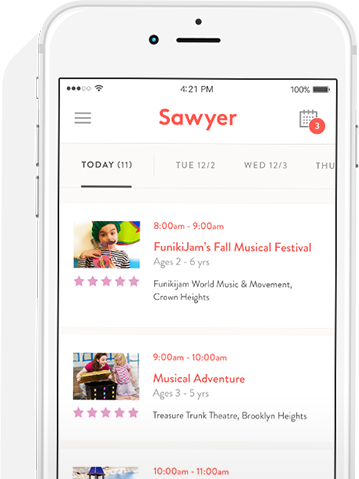 4:21 PM
100%
Sawyer
3
TODAY (11)
TUE 12/2
WED 12/3
THU
8:00am - 9:00am
FunikiJam's Fall Musical Festival
Ages 2 - 6 yrs
Funikijam World Music & Movement,
Crown Heights
9:00am - 10:00am
Musical Adventure
Ages 3 - 5 yrs
Treasure Trunk Theatre, Brooklyn Heights
10:00am - 11:00am